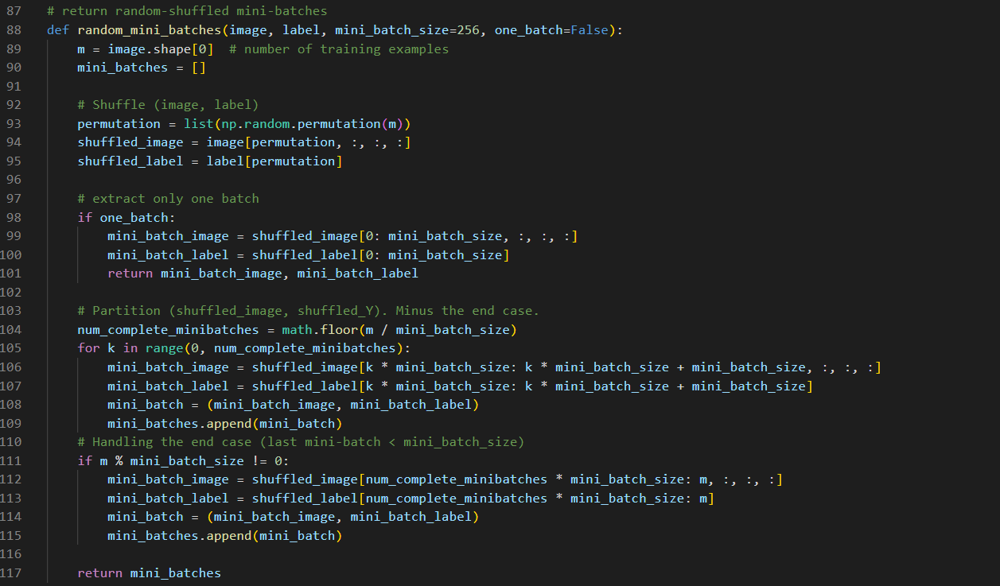 87 # return random-shuffled mini-batches
88 def random_mini_batches(image, label, mini_batch_size=256, one_batch=False):
89     m = image.shape[0]  # number of training examples
90     mini_batches = []
91
92     # Shuffle (image, label)
93     permutation = list(np.random.permutation(m))
94     shuffled_image = image[permutation, :, :, :]
95     shuffled_label = label[permutation]
96
97     # extract only one batch
98     if one_batch:
99         mini_batch_image = shuffled_image[0: mini_batch_size, :, :, :]
100         mini_batch_label = shuffled_label[0: mini_batch_size]
101         return mini_batch_image, mini_batch_label
102
103     # Partition (shuffled_image, shuffled_Y). Minus the end case.
104     num_complete_minibatches = math.floor(m / mini_batch_size)
105     for k in range(0, num_complete_minibatches):
106         mini_batch_image = shuffled_image[k * mini_batch_size: k * mini_batch_size + mini_batch_size, :, :, :]
107         mini_batch_label = shuffled_label[k * mini_batch_size: k * mini_batch_size + mini_batch_size]
108         mini_batch = (mini_batch_image, mini_batch_label)
109         mini_batches.append(mini_batch)
110     # Handling the end case (last mini-batch < mini_batch_size)
111     if m % mini_batch_size != 0:
112         mini_batch_image = shuffled_image[num_complete_minibatches * mini_batch_size: m, :, :, :]
113         mini_batch_label = shuffled_label[num_complete_minibatches * mini_batch_size: m]
114         mini_batch = (mini_batch_image, mini_batch_label)
115         mini_batches.append(mini_batch)
116
117     return mini_batches